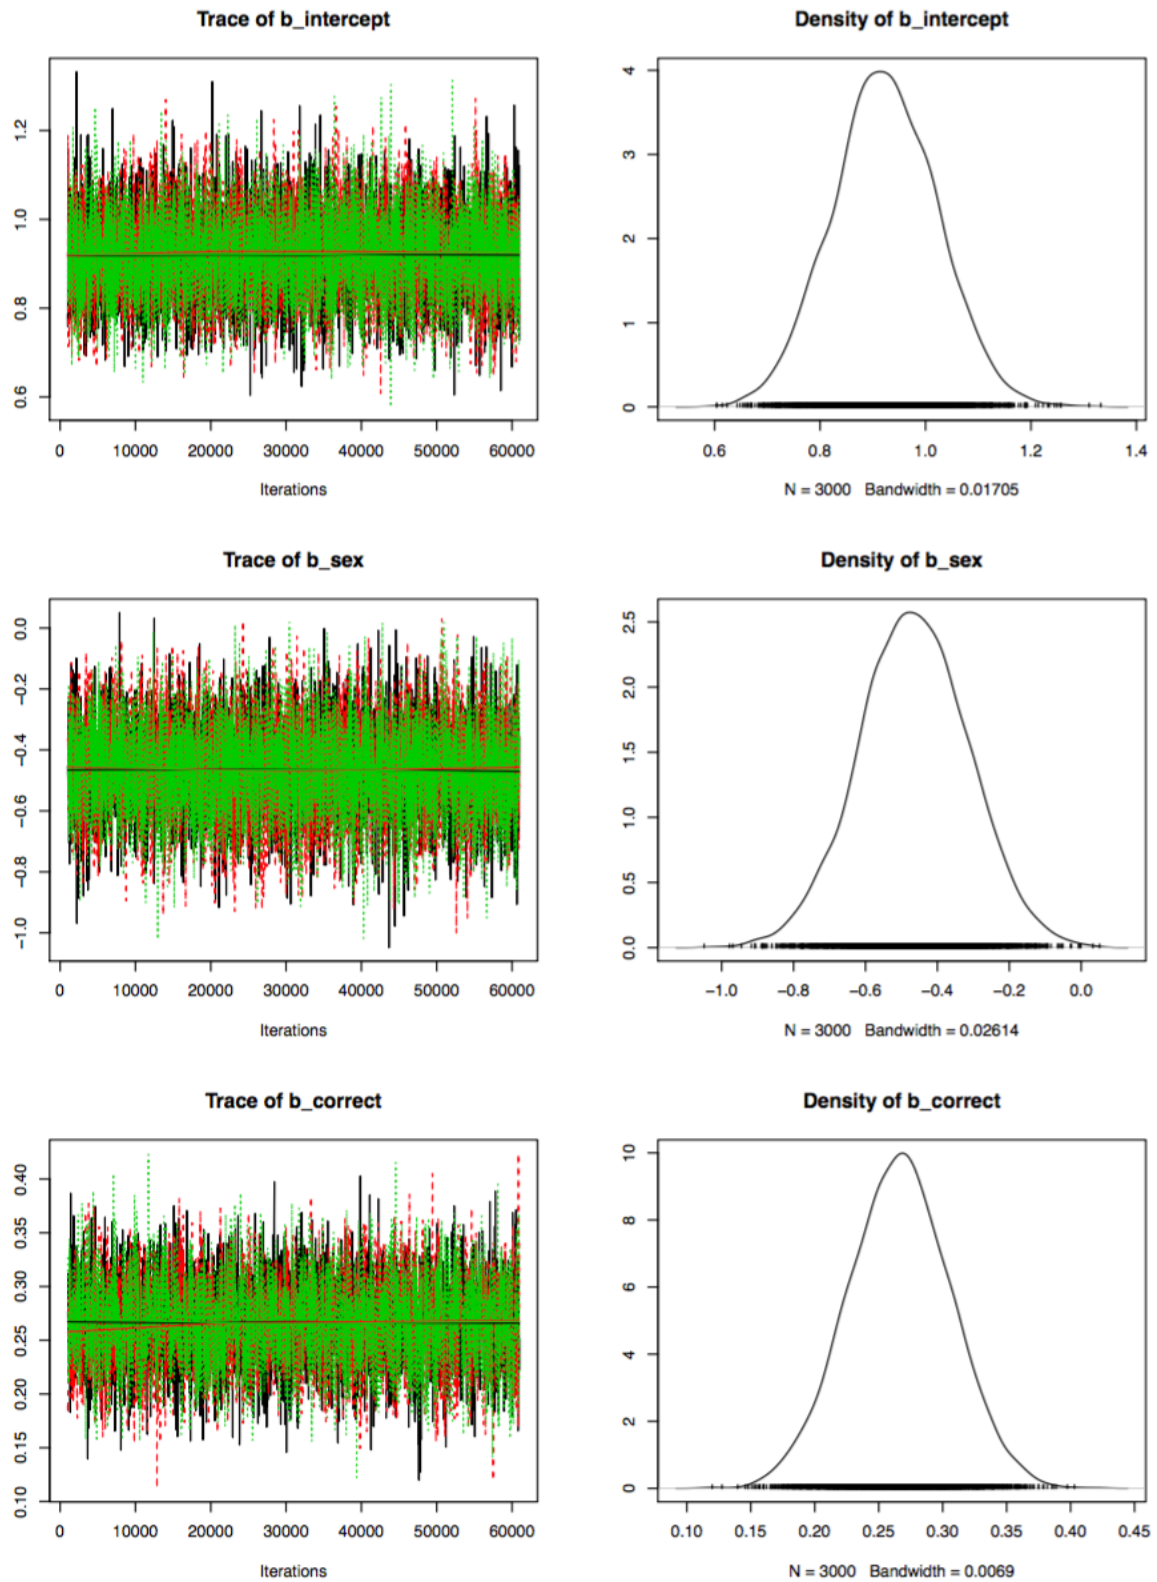 Trace of b_intercept
Density of b_intercept
0.6 0.8 1.0 1.2
0 10000 20000 30000 40000 50000 60000
Iterations
0 1 2 3 4
0.6 0.8 1.0 1.2 1.4
N = 3000 Bandwidth = 0.01705
Trace of b_sex
Density of b_sex
−1.0 −0.8 −0.6 −0.4 −0.2 0.0
0 10000 20000 30000 40000 50000 60000
Iterations
0.0 0.5 1.0 1.5 2.0 2.5
−1.0 −0.8 −0.6 −0.4 −0.2 0.0
N = 3000 Bandwidth = 0.02614
Trace of b_correct
Density of b_correct
0.10 0.15 0.20 0.25 0.30 0.35 0.40
0 10000 20000 30000 40000 50000 60000
Iterations
0 2 4 6 8 10
0.10 0.15 0.20 0.25 0.30 0.35 0.40 0.45
N = 3000 Bandwidth = 0.0069